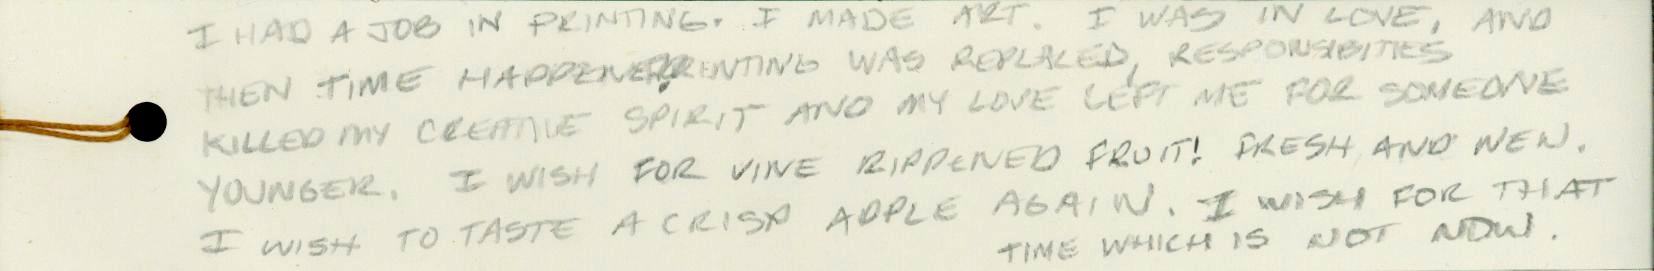 I HAD A JOB IN PRINTING. I MADE ART. I WAS IN LOVE, AND
THEN TIME HAPPENED. PRINTING WAS REPLACED, RESPONSIBITIES
KILLED MY CREATIVE SPIRIT AND MY LOVE LEFT ME FOR SOMEONE
YOUNGER. I WISH FOR VINE RIPPENED FRUIT! FRESH AND NEW.
I WISH TO TASTE A CRISP APPLE AGAIN. I WISH FOR THAT
TIME WHICH IS NOT NOW.